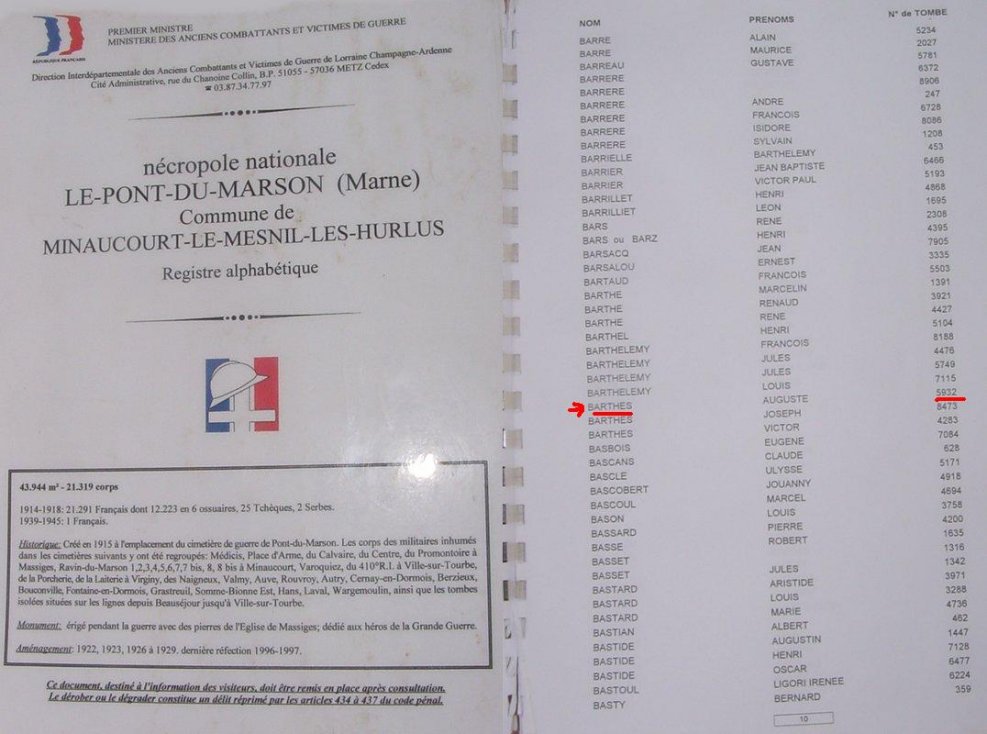 RÉPUBLIQUE FRANÇAISE
PREMIER MINISTRE
MINISTERE DES ANCIENS COMBATTANTS ET VICTIMES DE GUERRE
Direction Interdépartementale des Anciens Combattants et Victimes de Guerre de Lorraine Champagne-Ardenne
Cité Administrative, rue du Chanoine Collin, B.P. 51055 - 57036 METZ Cedex
☎ 03.87.34.77.97
nécropole nationale
LE-PONT-DU-MARSON (Marne)
Commune de
MINAUCOURT-LE-MESNIL-LES-HURLUS
Registre alphabétique
43.944 m² - 21.319 corps
1914-1918: 21.291 Français dont 12.223 en 6 ossuaires, 25 Tchèques, 2 Serbes.
1939-1945: 1 Français.
Historique: Créé en 1915 à l'emplacement du cimetière de guerre de Pont-du-Marson. Les corps des militaires inhumés
dans les cimetières suivants y ont été regroupés: Médicis, Place d'Arme, du Calvaire, du Centre, du Promontoire à
Massiges, Ravin-du-Marson 1,2,3,4,5,6,7,7 bis, 8, 8 bis à Minaucourt, Varoquiez, du 410°R.I. à Ville-sur-Tourbe,
de la Porcherie, de la Laiterie à Virginy, des Naigneux, Valmy, Auve, Rouvroy, Autry, Cernay-en-Dormois, Berzieux,
Bouconville, Fontaine-en-Dormois, Grastreuil, Somme-Bionne Est, Hans, Laval, Wargemoulin, ainsi que les tombes
isolées situées sur les lignes depuis Beauséjour jusqu'à Ville-sur-Tourbe.
Monument: érigé pendant la guerre avec des pierres de l'Eglise de Massiges; dédié aux héros de la Grande Guerre.
Aménagement: 1922, 1923, 1926 à 1929. dernière réfection 1996-1997.
Ce document, destiné à l'information des visiteurs, doit être remis en place après consultation.
Le dérober ou le dégrader constitue un délit réprimé par les articles 434 à 437 du code pénal.
NOM PRENOMS N° de TOMBE
BARRE ALAIN 5234
BARRE MAURICE 2027
BARREAU GUSTAVE 5781
BARRERE 6372
BARRERE 8906
BARRERE ANDRE 247
BARRERE FRANCOIS 6728
BARRERE ISIDORE 8086
BARRERE SYLVAIN 1208
BARRIELLE BARTHELEMY 453
BARRIER JEAN BAPTISTE 6466
BARRIER VICTOR PAUL 5193
BARRILLET HENRI 4868
BARRILLIET LEON 1695
BARS RENE 2308
BARS ou BARZ HENRI 4395
BARSACQ JEAN 7905
BARSALOU ERNEST 3335
BARTAUD FRANCOIS 5503
BARTHE MARCELIN 1391
BARTHE RENAUD 3921
BARTHE RENE 4427
BARTHEL HENRI 5104
BARTHELEMY FRANCOIS 8188
BARTHELEMY JULES 4476
BARTHELEMY JULES 5749
BARTHELEMY LOUIS 7115
BARTHES AUGUSTE 5932
BARTHES JOSEPH 8473
BARTHES VICTOR 4283
BASBOIS EUGENE 7084
BASCANS CLAUDE 628
BASCLE ULYSSE 5171
BASCOBERT JOUANNY 4918
BASCOUL MARCEL 4694
BASON LOUIS 3758
BASSARD PIERRE 4200
BASSE ROBERT 1635
BASSET 1316
BASSET JULES 1342
BASTARD ARISTIDE 3971
BASTARD LOUIS 3288
BASTARD MARIE 4736
BASTIAN ALBERT 462
BASTIDE AUGUSTIN 1447
BASTIDE HENRI 7128
BASTIDE OSCAR 6477
BASTOUL LIGORI IRENEE 6224
BASTY BERNARD 359
10